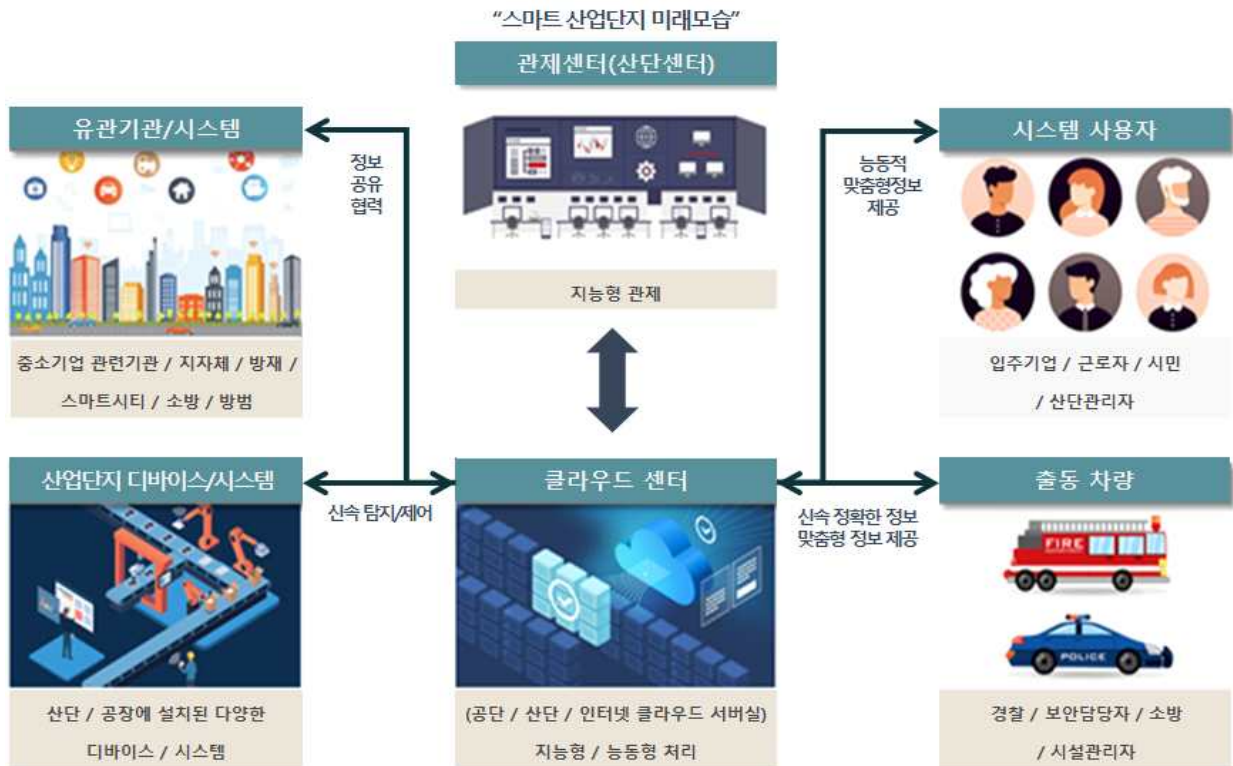 “스마트 산업단지 미래모습”
관제센터(산단센터)
지능형 관제
유관기관/시스템
중소기업 관련기관 / 지자체 / 방재 /
스마트시티 / 소방 / 방범
정보
공유
협력
시스템 사용자
입주기업 / 근로자 / 시민
/ 산단관리자
능동적
맞춤형정보
제공
산업단지 디바이스/시스템
산단 / 공장에 설치된 다양한
디바이스 / 시스템
신속 탐지/제어
클라우드 센터
(공단 / 산단 / 인터넷 클라우드 서버실)
지능형 / 능동형 처리
신속 정확한 정보
맞춤형 정보 제공
출동 차량
FIRE
POLICE
경찰 / 보안담당자 / 소방
/ 시설관리자